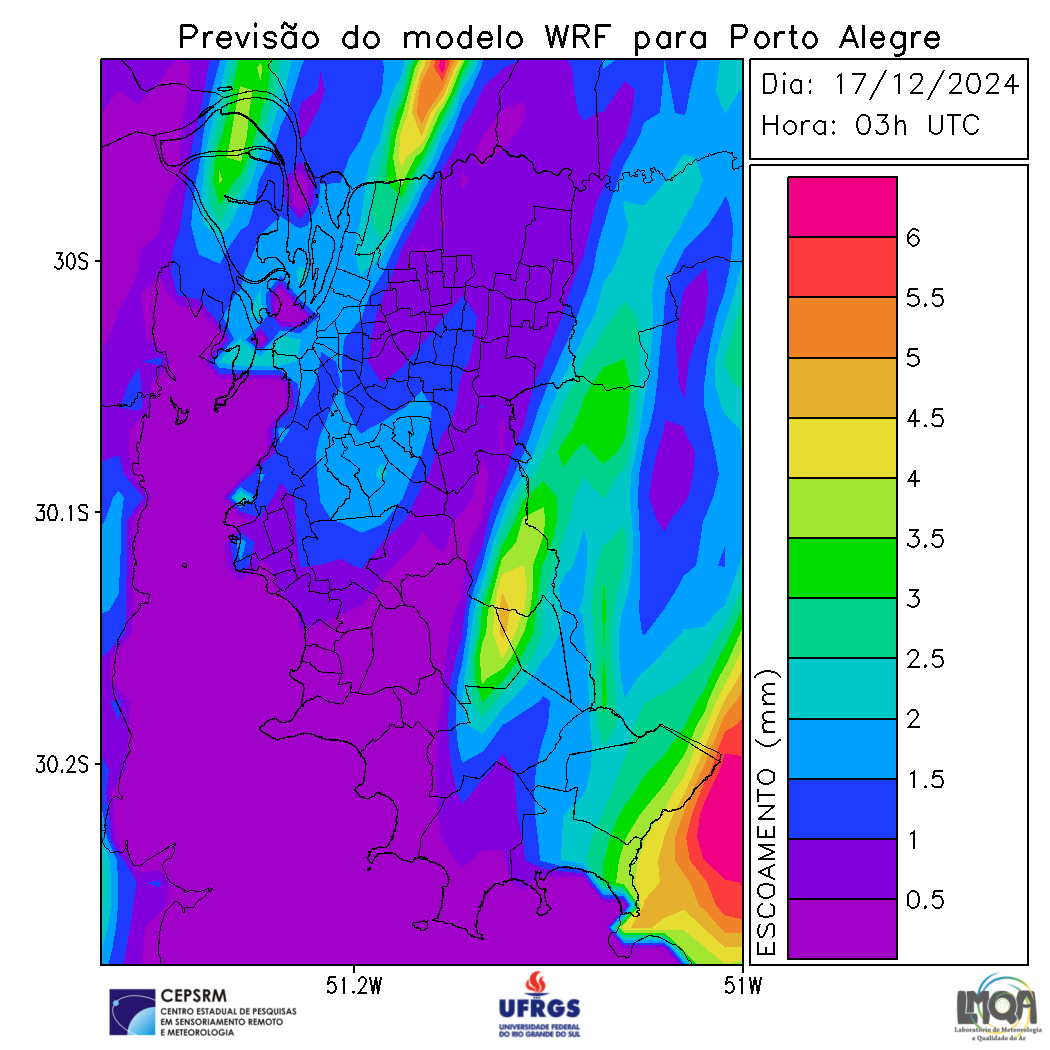 Previsão do modelo WRF para Porto Alegre
Dia: 17/12/2024
Hora: 03h UTC
30S
30.1S
30.2S
51.2W
51W
6
5.5
5
4.5
4
3.5
3
2.5
2
1.5
1
0.5
ESCOAMENTO (mm)
CEPSRM
CENTRO ESTADUAL DE PESQUISAS
EM SENSORIAMENTO REMOTO
E METEOROLOGIA
UFRGS
UNIVERSIDADE FEDERAL
DO RIO GRANDE DO SUL
LMQA
Laboratório de Meteorologia
e Qualidade do Ar